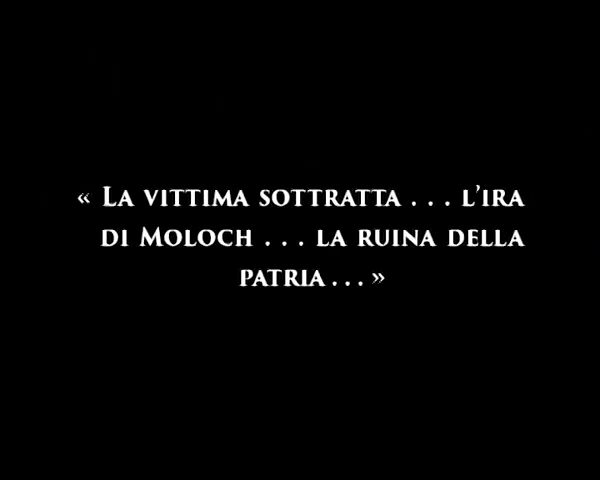 « La vittima sottratta . . . l’ira
di Moloch . . . la ruina della
patria . . . »